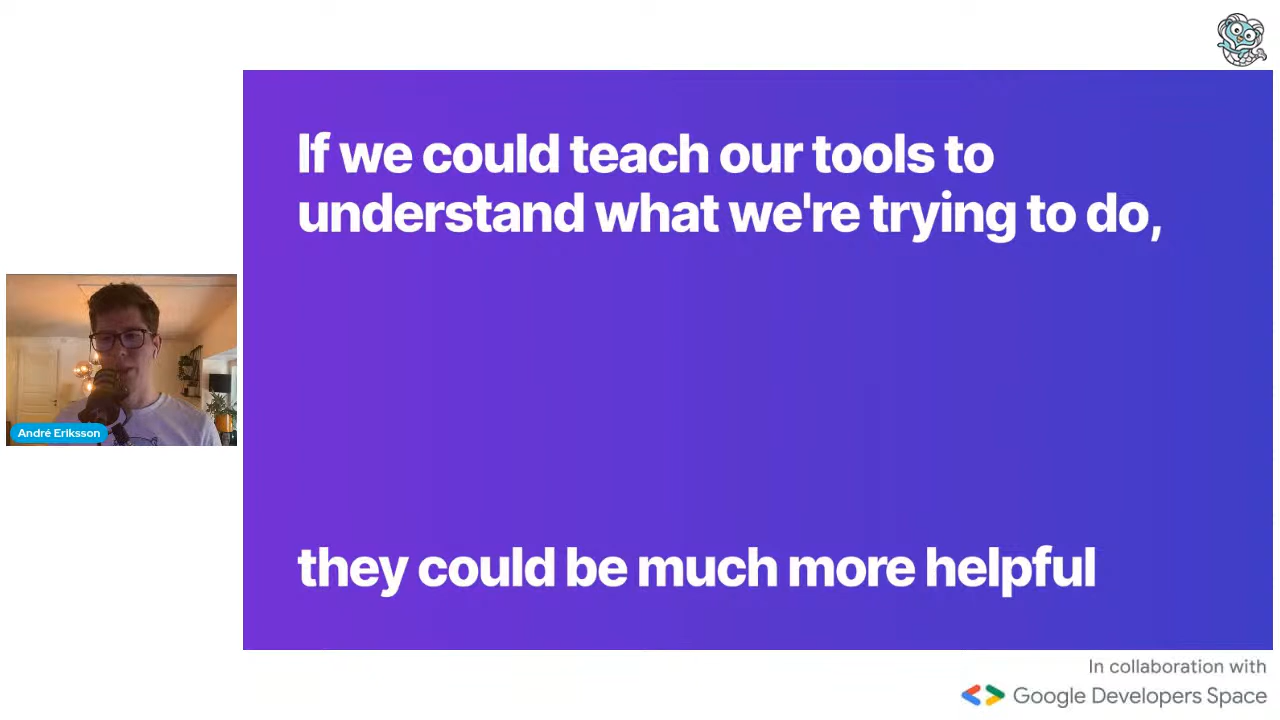 If we could teach our tools to
understand what we're trying to do,
they could be much more helpful
André Eriksson
In collaboration with
Google Developers Space